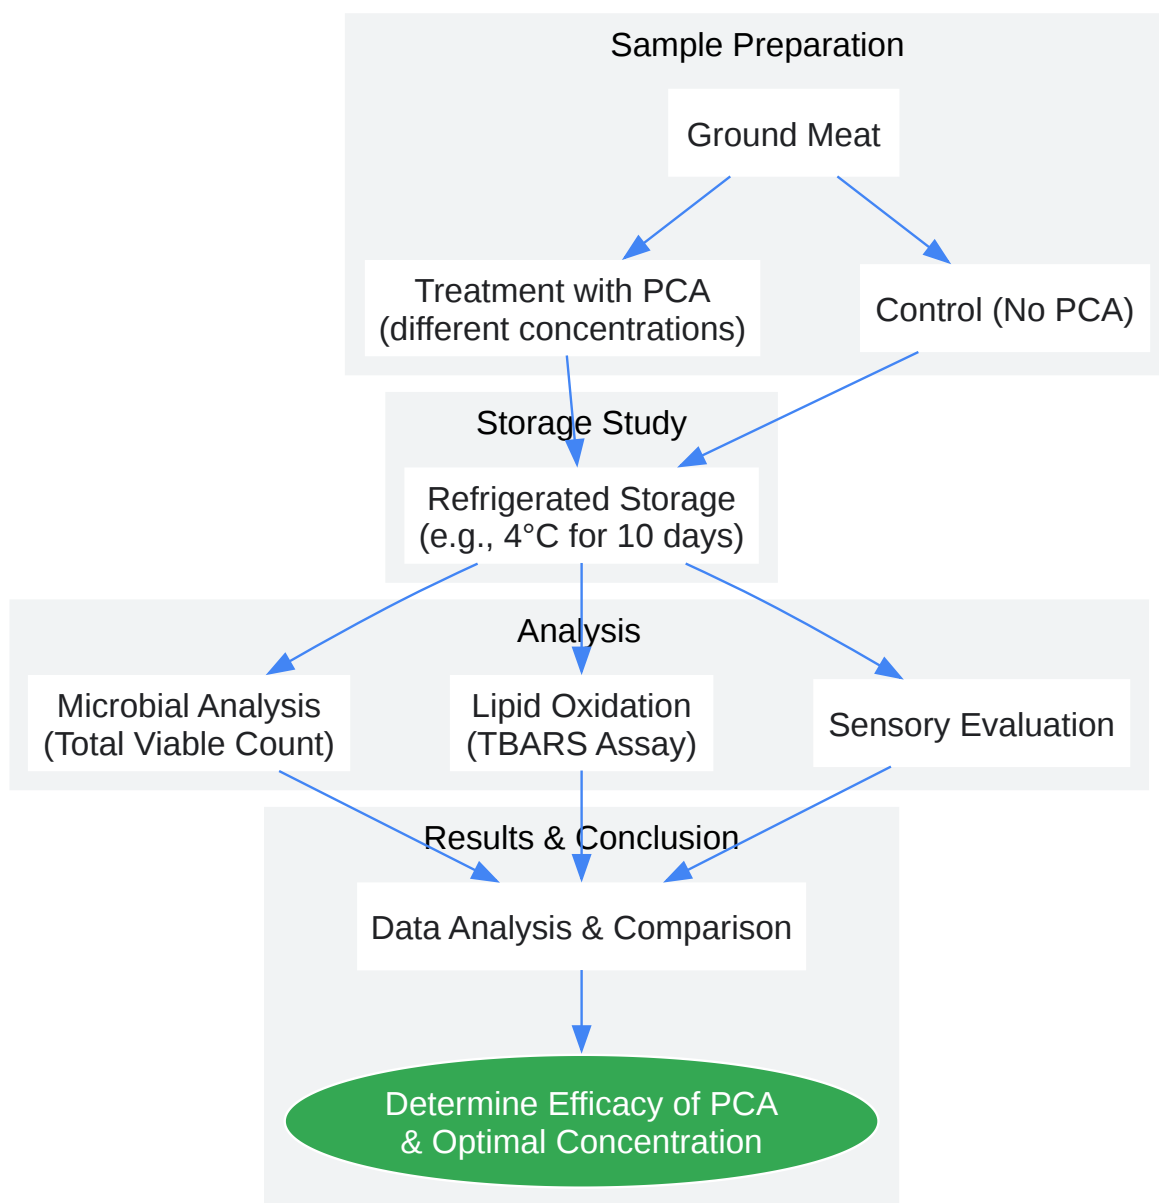 Sample Preparation
Ground Meat
Treatment with PCA
(different concentrations)
Control (No PCA)
Storage Study
Refrigerated Storage
(e.g., 4°C for 10 days)
Analysis
Microbial Analysis
(Total Viable Count)
Lipid Oxidation
(TBARS Assay)
Sensory Evaluation
Results & Conclusion
Data Analysis & Comparison
Determine Efficacy of PCA
& Optimal Concentration